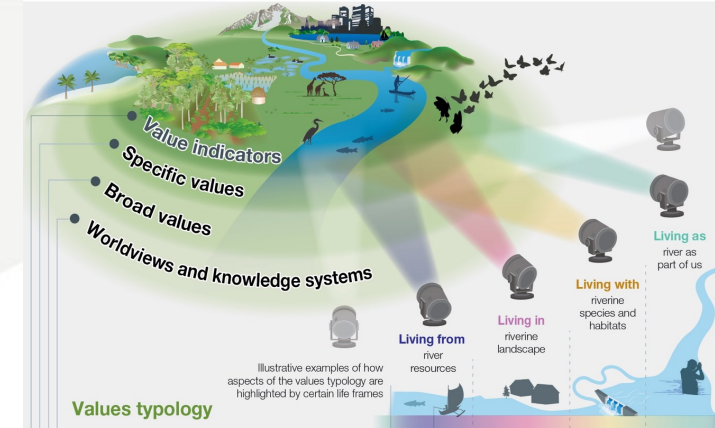 Value indicators
Specific values
Broad values
Worldviews and knowledge systems
Living as
river as
part of us
Living with
riverine
species and
habitats
Living in
riverine
landscape
Living from
river
resources
Illustrative examples of how
aspects of the values typology are
highlighted by certain life frames
Values typology